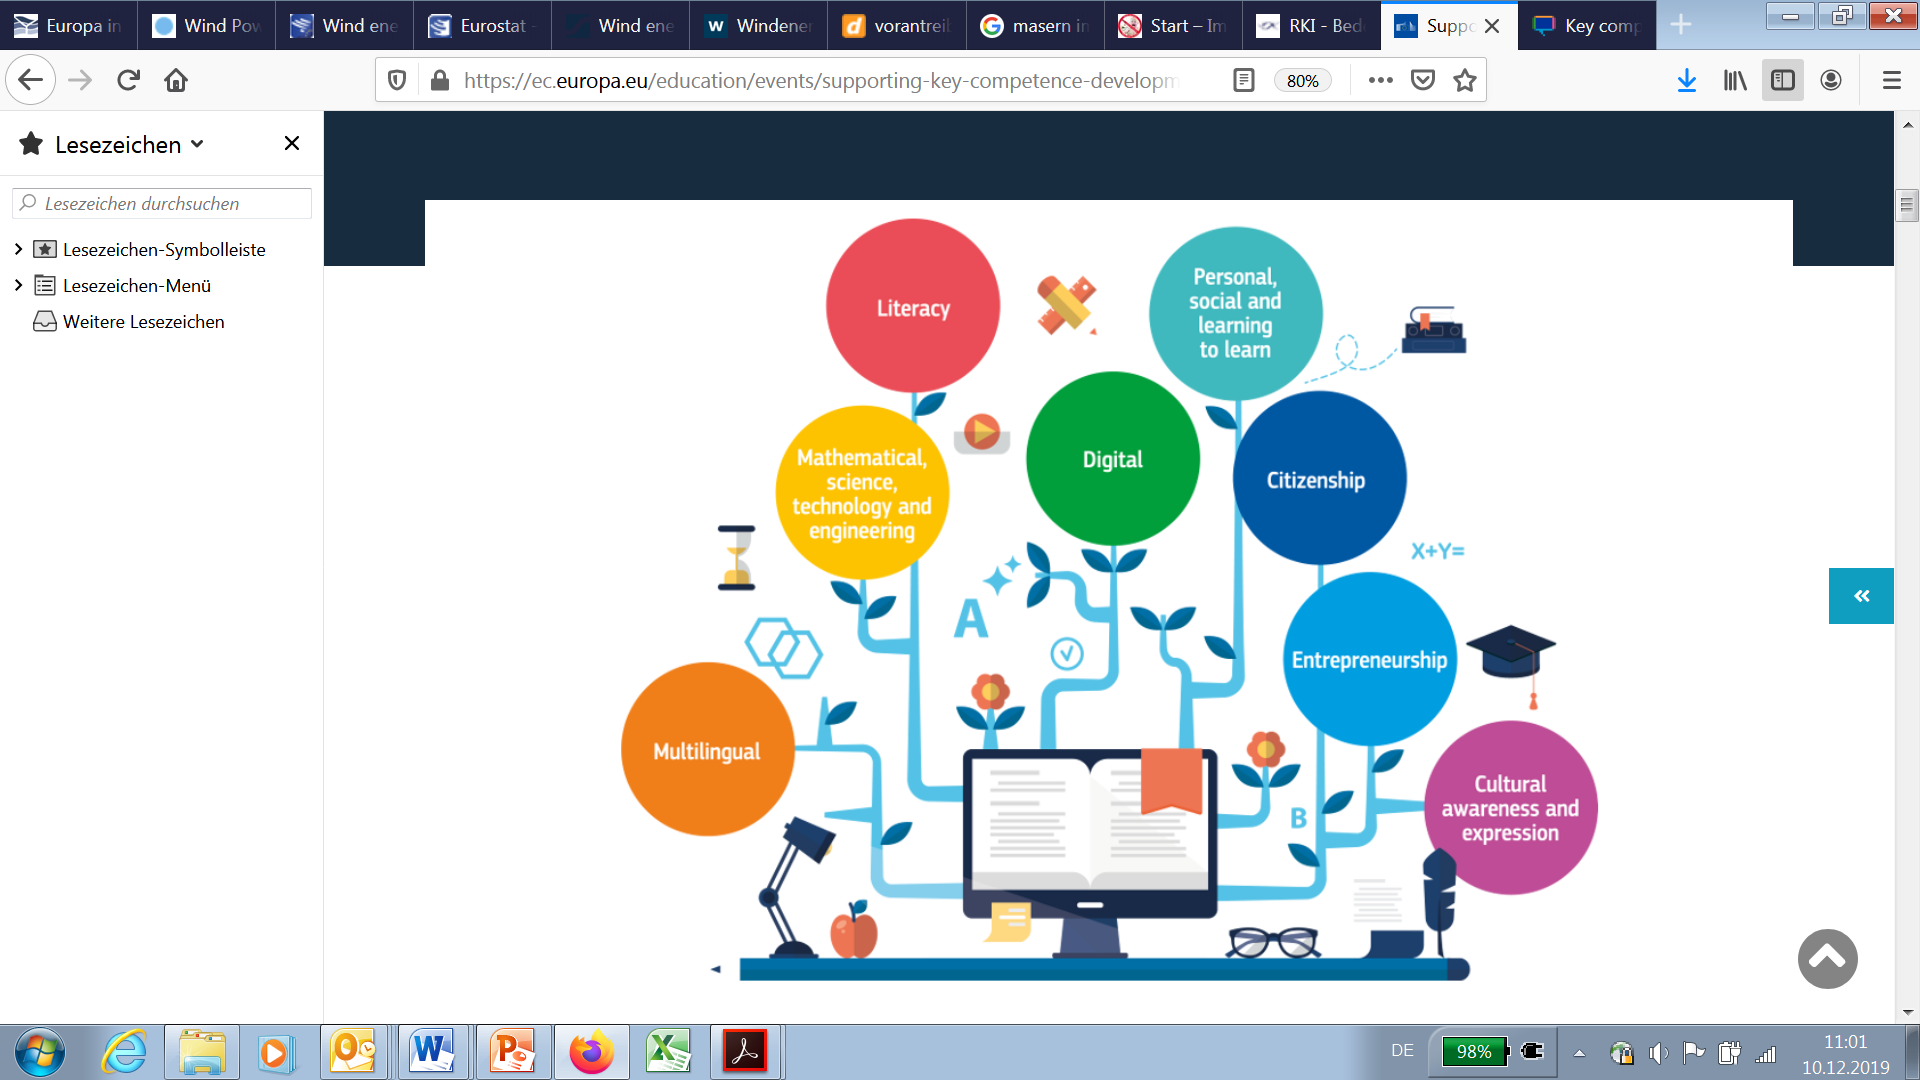 Europa in
Wind Pow
Wind ene
Eurostat -
Wind ene
Windener
vorantreib
masern in
Start – Im
RKI - Bed
Suppo
Key comp
https://ec.europa.eu/education/events/supporting-key-competence-developm
80%
Lesezeichen
Lesezeichen durchsuchen
Lesezeichen-Symbolleiste
Lesezeichen-Menü
Weitere Lesezeichen
Literacy
Personal,
social and
learning
to learn
Mathematical,
science,
technology and
engineering
Digital
Citizenship
X+Y=
A
Entrepreneurship
Multilingual
Cultural
awareness and
expression
B
DE
98%
11:01
10.12.2019